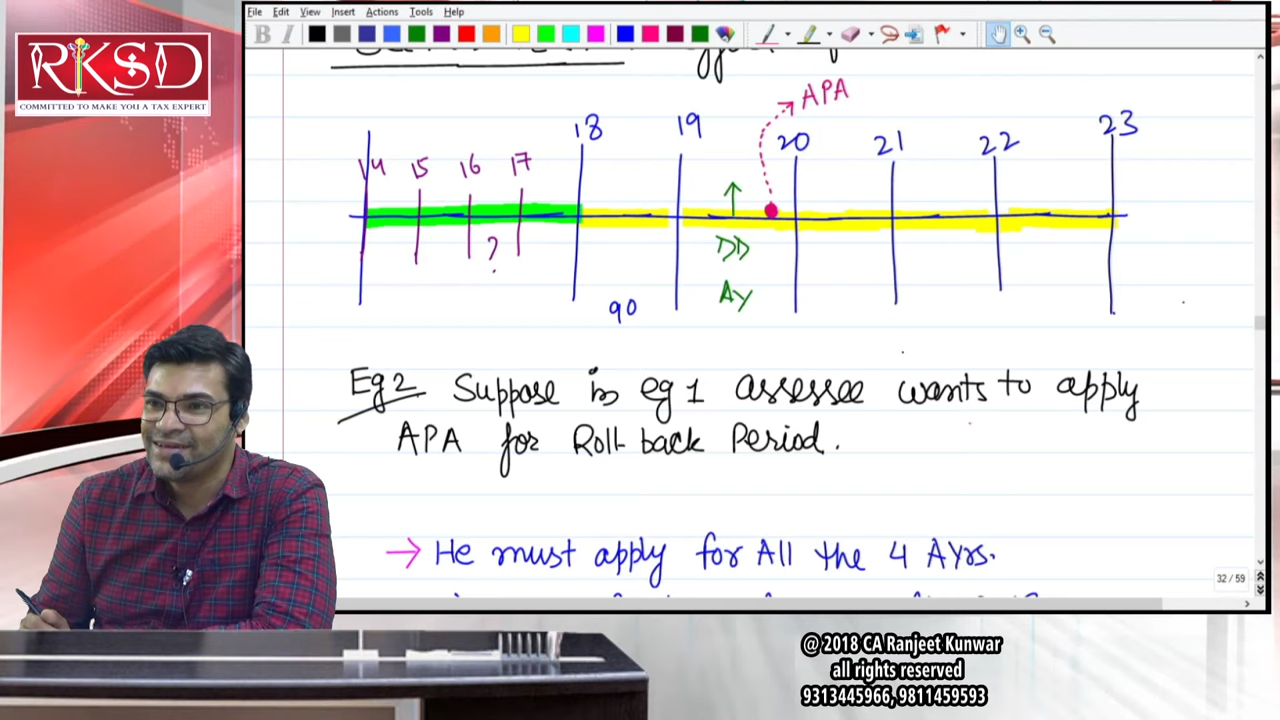 File Edit View Insert Actions Tools Help
B I
RKSD
COMMITTED TO MAKE YOU A TAX EXPERT
APA
18 19 20 21 22 23
14 15 16 17
?
DD
90 AY
Eg2 Suppose in eg 1 assessee wants to apply
APA for Roll back Period.
→ He must apply for All the 4 Ayrs.
32 / 59
@ 2018 CA Ranjeet Kunwar
all rights reserved
9313445966, 9811459593